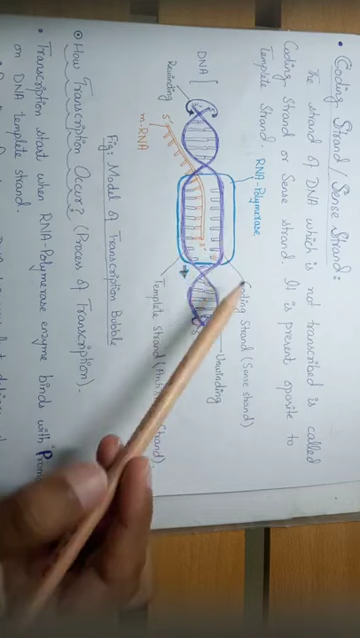 • Coding Strand/Sense Strand:
The strand of DNA which is not transcribed is called
Coding Strand or Sense strand. It is present oposite to
Template Strand.
RNA-Polymerase
Coding Strand (Sense strand)
DNA
Rewinding
Unwinding
5'
m-RNA
Template strand
Strand)
Fig: Model of Transcription Bubble
⊙ How Transcription Occur? (Process of Transcription).
• Transcription start when RNA-Polymerase enzyme binds with
on DNA template strand.